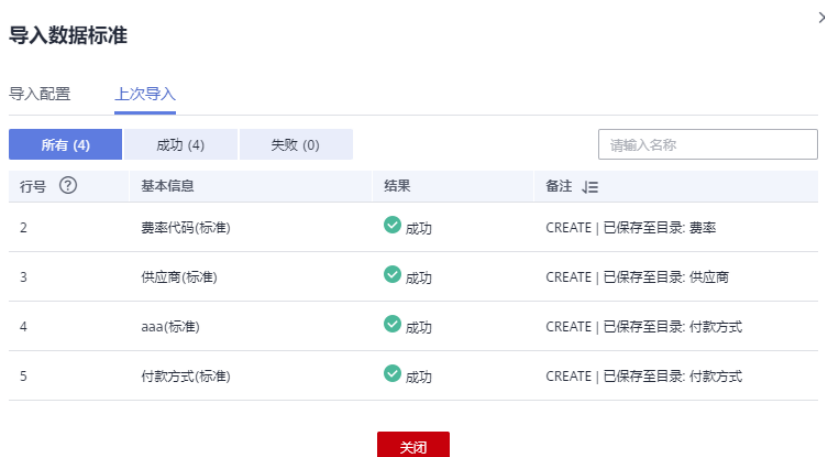 导入数据标准
导入配置 上次导入
所有 (4) 成功 (4) 失败 (0) 请输入名称
行号 基本信息 结果 备注
2 费率代码(标准) 成功 CREATE | 已保存至目录: 费率
3 供应商(标准) 成功 CREATE | 已保存至目录: 供应商
4 aaa(标准) 成功 CREATE | 已保存至目录: 付款方式
5 付款方式(标准) 成功 CREATE | 已保存至目录: 付款方式
关闭